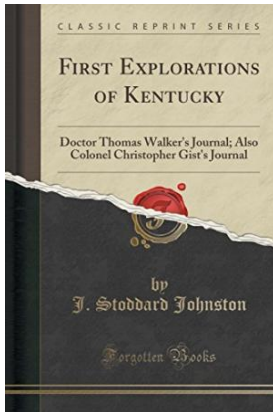 CLASSIC REPRINT SERIES
FIRST EXPLORATIONS
OF KENTUCKY
Doctor Thomas Walker's Journal; Also
Colonel Christopher Gist's Journal
by
J. Stoddard Johnston
Forgotten Books